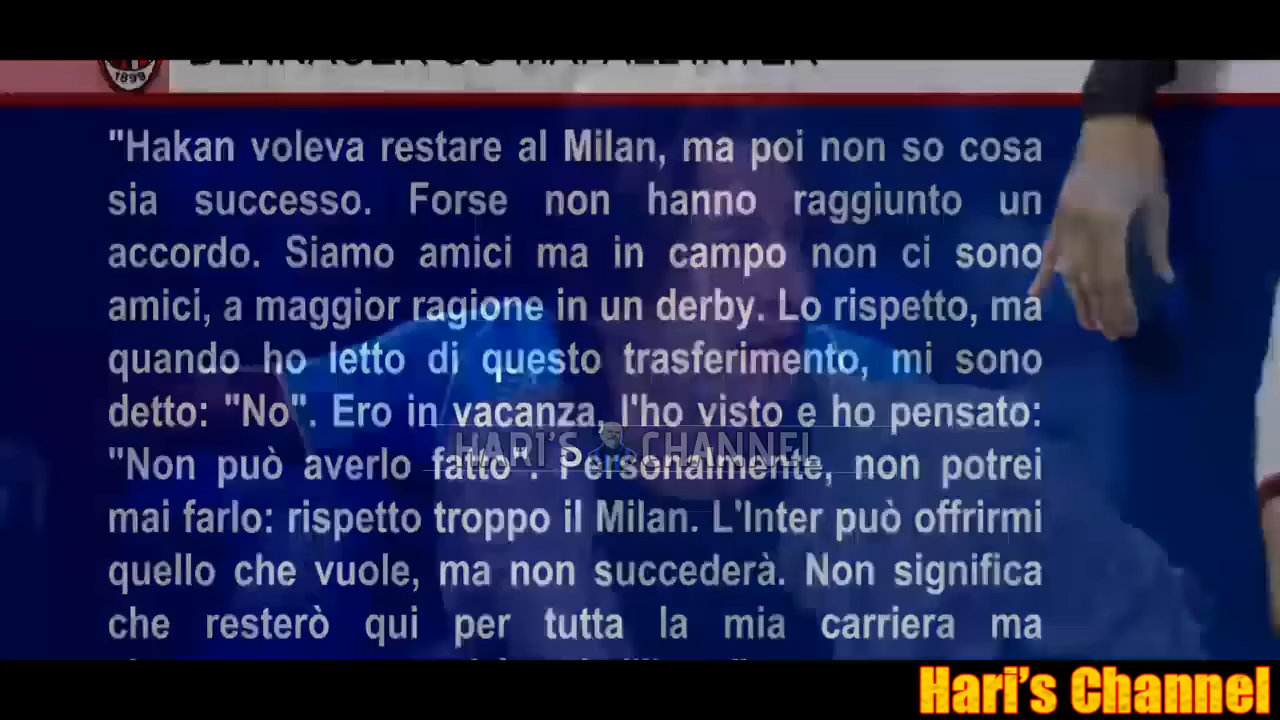 1899
"Hakan voleva restare al Milan, ma poi non so cosa
sia successo. Forse non hanno raggiunto un
accordo. Siamo amici ma in campo non ci sono
amici, a maggior ragione in un derby. Lo rispetto, ma
quando ho letto di questo trasferimento, mi sono
detto: "No". Ero in vacanza, l'ho visto e ho pensato:
"Non può averlo fatto". Personalmente, non potrei
HARI'S CHANNEL
mai farlo: rispetto troppo il Milan. L'Inter può offrirmi
quello che vuole, ma non succederà. Non significa
che resterò qui per tutta la mia carriera ma
Hari's Channel